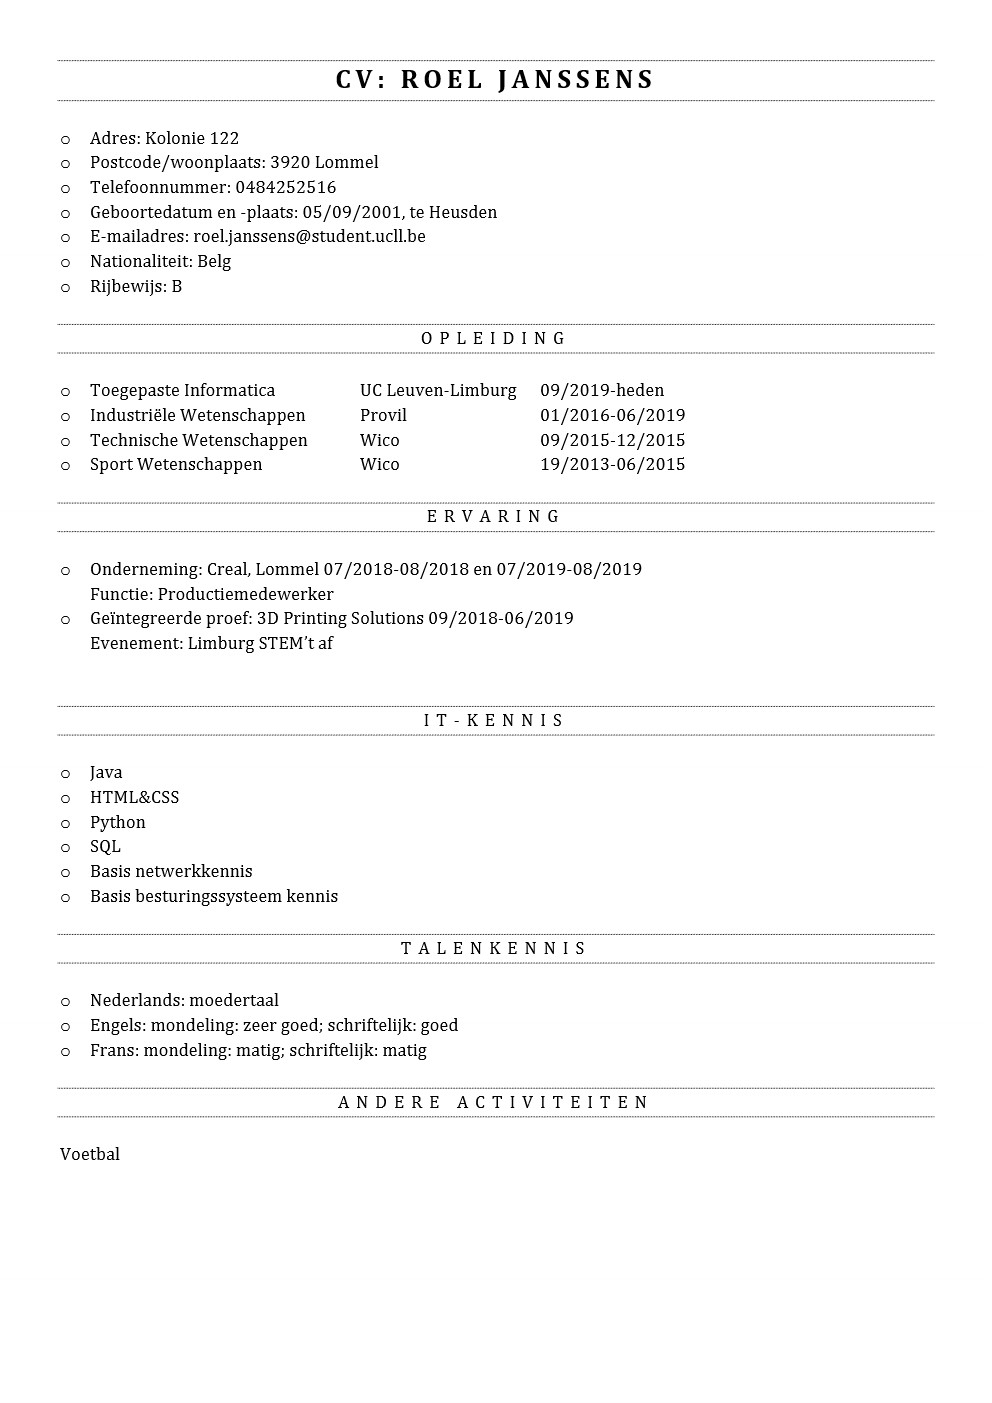 CV: ROEL JANSSENS
o Adres: Kolonie 122
o Postcode/woonplaats: 3920 Lommel
o Telefoonnummer: 0484252516
o Geboortedatum en -plaats: 05/09/2001, te Heusden
o E-mailadres: roel.janssens@student.ucll.be
o Nationaliteit: Belg
o Rijbewijs: B
OPLEIDING
o Toegepaste Informatica UC Leuven-Limburg 09/2019-heden
o Industriële Wetenschappen Provil 01/2016-06/2019
o Technische Wetenschappen Wico 09/2015-12/2015
o Sport Wetenschappen Wico 19/2013-06/2015
ERVARING
o Onderneming: Creal, Lommel 07/2018-08/2018 en 07/2019-08/2019
Functie: Productiemedewerker
o Geïntegreerde proef: 3D Printing Solutions 09/2018-06/2019
Evenement: Limburg STEM’t af
IT-KENNIS
o Java
o HTML&CSS
o Python
o SQL
o Basis netwerkkennis
o Basis besturingssysteem kennis
TALENKENNIS
o Nederlands: moedertaal
o Engels: mondeling: zeer goed; schriftelijk: goed
o Frans: mondeling: matig; schriftelijk: matig
ANDERE ACTIVITEITEN
Voetbal